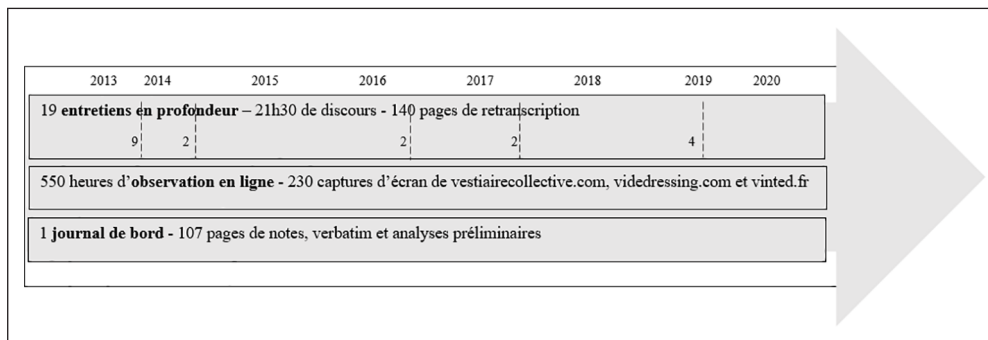 2013 2014 2015 2016 2017 2018 2019 2020
19 entretiens en profondeur – 21h30 de discours - 140 pages de retranscription
9 2 2 2 4
550 heures d'observation en ligne - 230 captures d'écran de vestiairecollective.com, videdressing.com et vinted.fr
1 journal de bord - 107 pages de notes, verbatim et analyses préliminaires